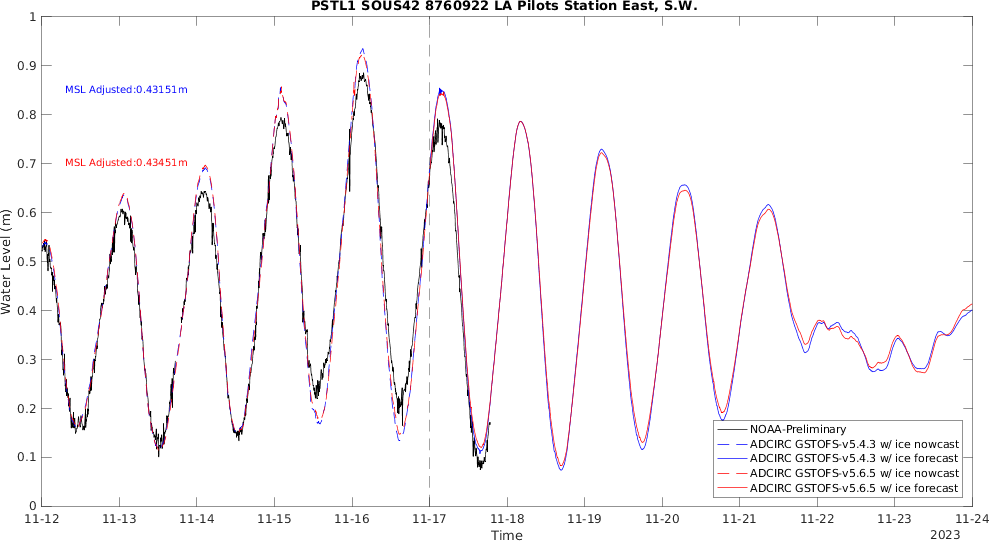 PSTL1 SOUS42 8760922 LA Pilots Station East, S.W.
1
0.9
0.8
0.7
0.6
0.5
0.4
0.3
0.2
0.1
0
Water Level (m)
MSL Adjusted:0.43151m
MSL Adjusted:0.43451m
NOAA-Preliminary
ADCIRC GSTOFS-v5.4.3 w/ ice nowcast
ADCIRC GSTOFS-v5.4.3 w/ ice forecast
ADCIRC GSTOFS-v5.6.5 w/ ice nowcast
ADCIRC GSTOFS-v5.6.5 w/ ice forecast
11-12 11-13 11-14 11-15 11-16 11-17 11-18 11-19 11-20 11-21 11-22 11-23 11-24
Time
2023